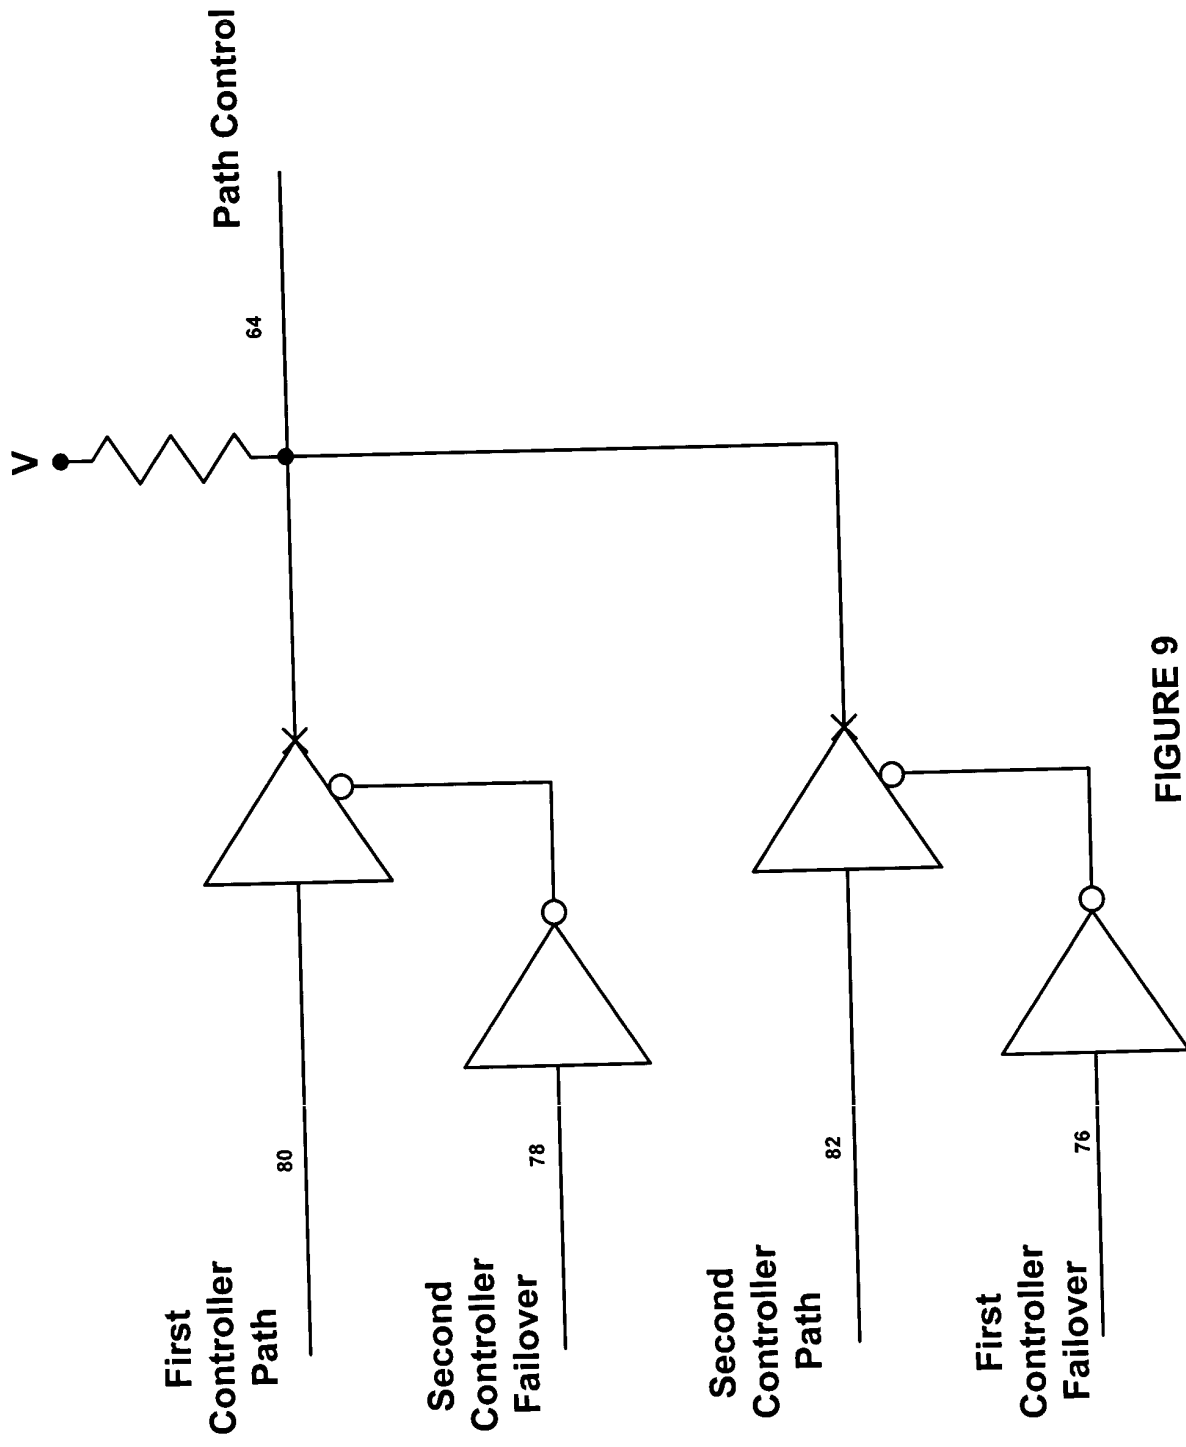 V
Path Control
64
First
Controller
Path
80
Second
Controller
Failover
78
Second
Controller
Path
82
First
Controller
Failover
76
FIGURE 9